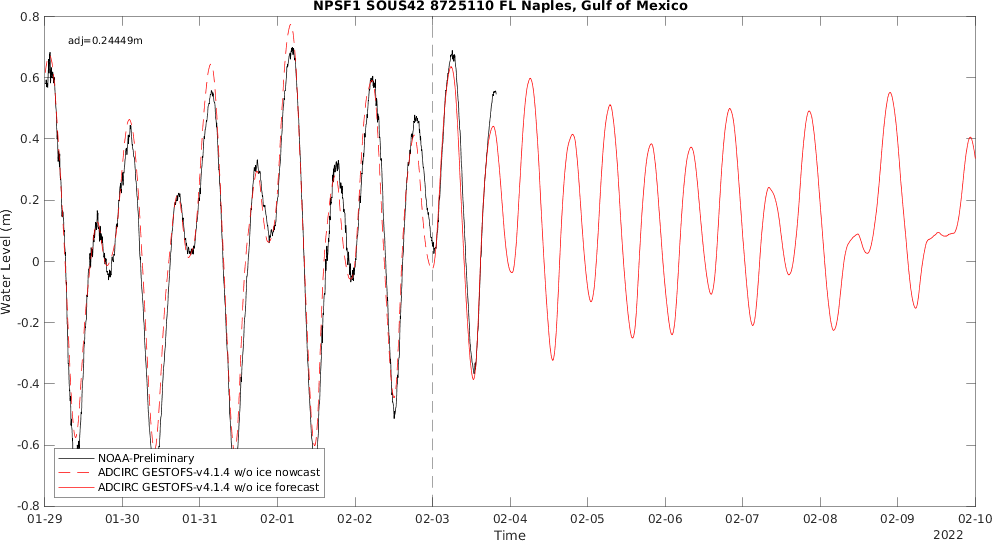 NPSF1 SOUS42 8725110 FL Naples, Gulf of Mexico
adj=0.24449m
0.8
0.6
0.4
0.2
0
-0.2
-0.4
-0.6
-0.8
Water Level (m)
NOAA-Preliminary
ADCIRC GESTOFS-v4.1.4 w/o ice nowcast
ADCIRC GESTOFS-v4.1.4 w/o ice forecast
01-29 01-30 01-31 02-01 02-02 02-03 02-04 02-05 02-06 02-07 02-08 02-09 02-10
Time
2022